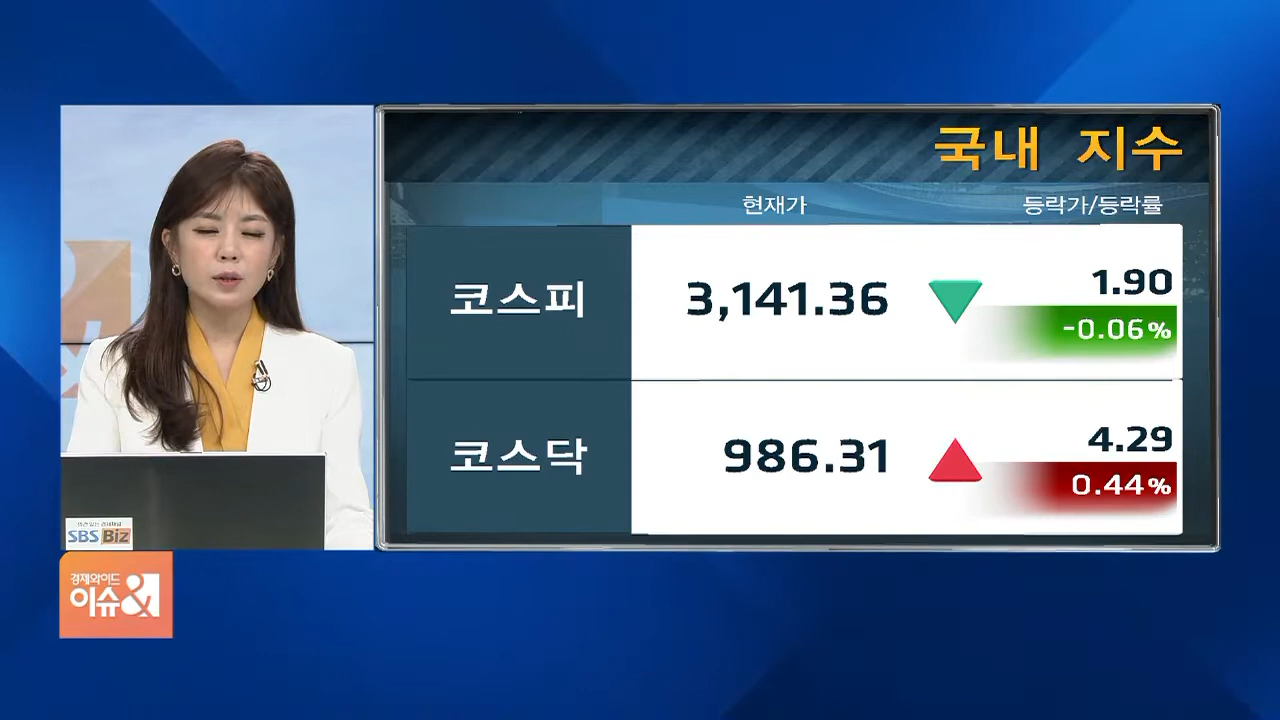 국내 지수
현재가 등락가/등락률
코스피 3,141.36 ▼ 1.90
-0.06%
코스닥 986.31 ▲ 4.29
0.44%
SBS Biz
경제와이드
이슈&